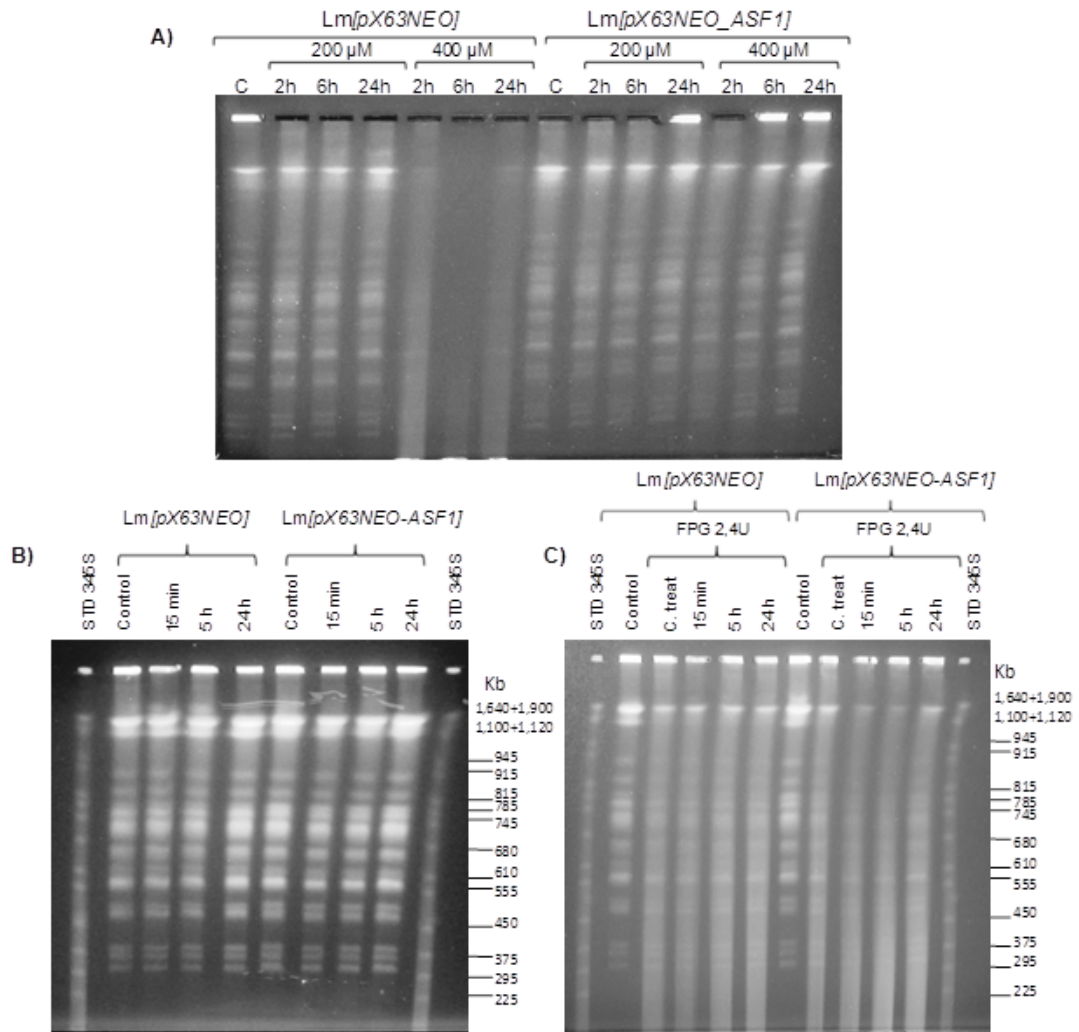 A)
Lm[pX63NEO] Lm[pX63NEO_ASF1]
200 µM 400 µM 200 µM 400 µM
C 2h 6h 24h 2h 6h 24h C 2h 6h 24h 2h 6h 24h
B)
Lm[pX63NEO] Lm[pX63NEO-ASF1]
STD 345S Control 15 min 5 h 24h Control 15 min 5 h 24h STD 345S
Kb
1,640+1,900
1,100+1,120
945
915
815
785
745
680
610
555
450
375
295
225
C)
Lm[pX63NEO] Lm[pX63NEO-ASF1]
FPG 2,4U FPG 2,4U
STD 345S Control C. treat 15 min 5 h 24 h Control C. treat 15 min 5 h 24 h STD 345S
Kb
1,640+1,900
1,100+1,120
945
915
815
785
745
680
610
555
450
375
295
225